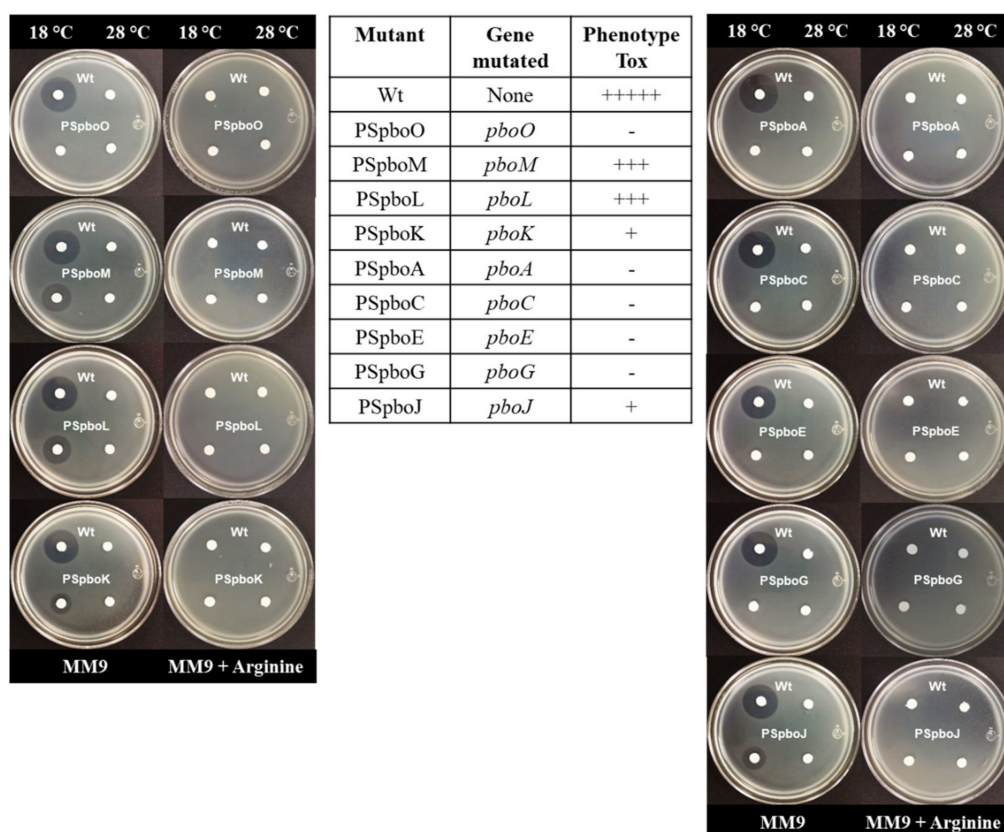 18 °C 28 °C 18 °C 28 °C
Wt Wt
PSpboO PSpboO
Wt Wt
PSpboM PSpboM
Wt Wt
PSpboL PSpboL
Wt Wt
PSpboK PSpboK
MM9 MM9 + Arginine
Mutant Gene mutated Phenotype Tox
Wt None +++++
PSpboO pboO -
PSpboM pboM +++
PSpboL pboL +++
PSpboK pboK +
PSpboA pboA -
PSpboC pboC -
PSpboE pboE -
PSpboG pboG -
PSpboJ pboJ +
18 °C 28 °C 18 °C 28 °C
Wt Wt
PSpboA PSpboA
Wt Wt
PSpboC PSpboC
Wt Wt
PSpboE PSpboE
Wt Wt
PSpboG PSpboG
Wt Wt
PSpboJ PSpboJ
MM9 MM9 + Arginine